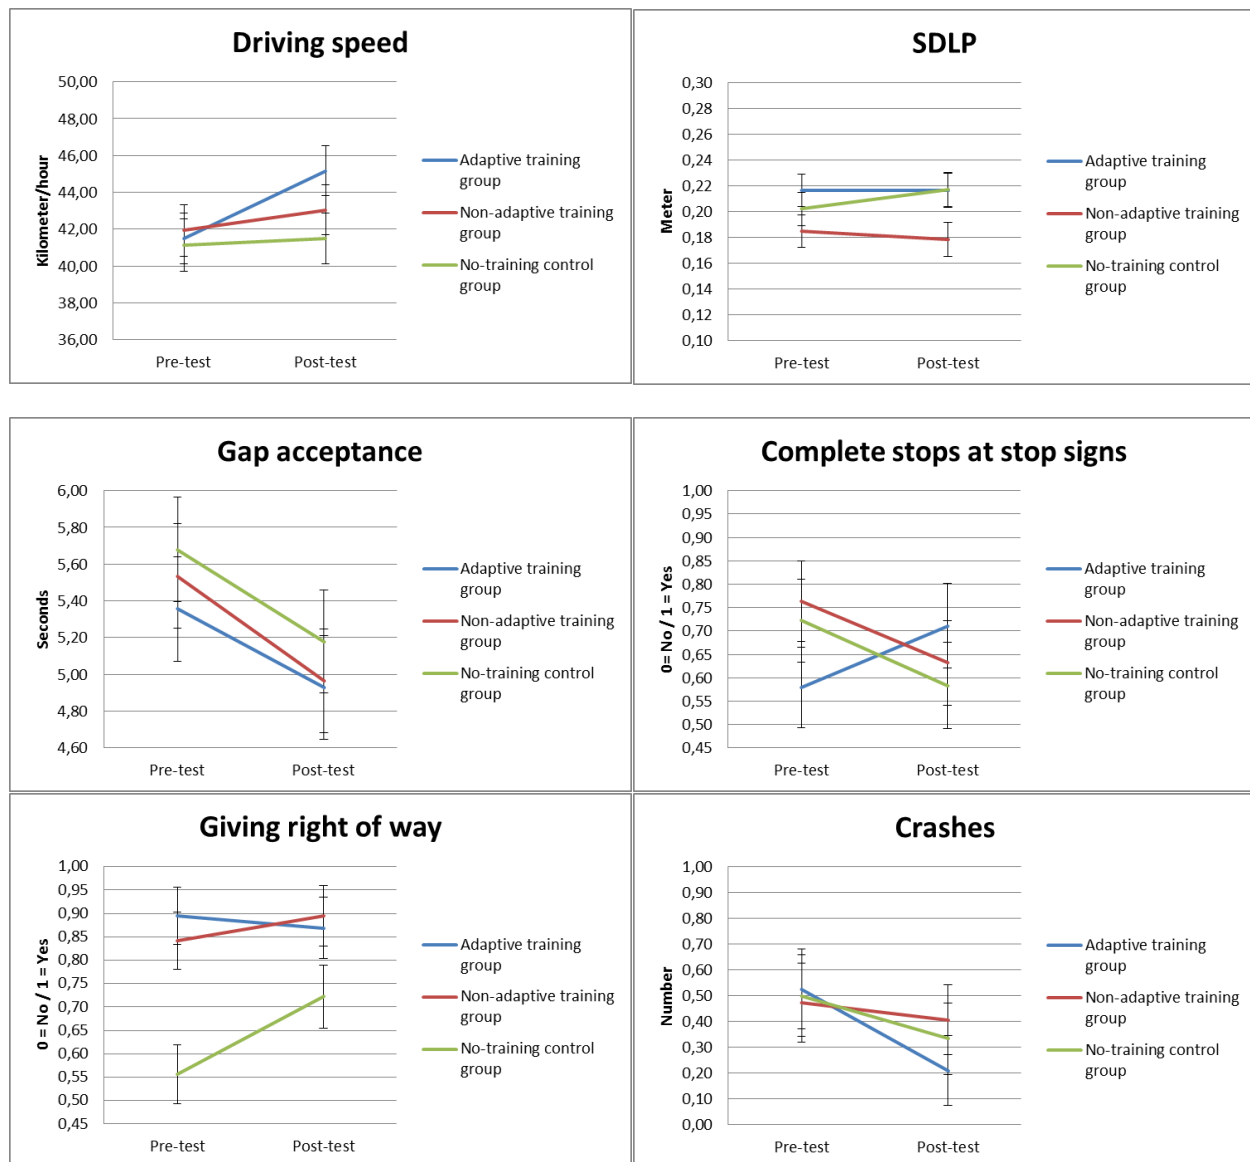 Driving speed
Kilometer/hour
50,00
48,00
46,00
44,00
42,00
40,00
38,00
36,00
Pre-test
Post-test
Adaptive training
group
Non-adaptive training
group
No-training control
group
SDLP
Meter
0,30
0,28
0,26
0,24
0,22
0,20
0,18
0,16
0,14
0,12
0,10
Pre-test
Post-test
Adaptive training
group
Non-adaptive training
group
No-training control
group
Gap acceptance
Seconds
6,00
5,80
5,60
5,40
5,20
5,00
4,80
4,60
Pre-test
Post-test
Adaptive training
group
Non-adaptive training
group
No-training control
group
Complete stops at stop signs
0= No / 1 = Yes
1,00
0,95
0,90
0,85
0,80
0,75
0,70
0,65
0,60
0,55
0,50
0,45
Pre-test
Post-test
Adaptive training
group
Non-adaptive training
group
No-training control
group
Giving right of way
0 = No / 1 = Yes
1,00
0,95
0,90
0,85
0,80
0,75
0,70
0,65
0,60
0,55
0,50
0,45
Pre-test
Post-test
Adaptive training
group
Non-adaptive training
group
No-training control
group
Crashes
Number
1,00
0,90
0,80
0,70
0,60
0,50
0,40
0,30
0,20
0,10
0,00
Pre-test
Post-test
Adaptive training
group
Non-adaptive training
group
No-training control
group